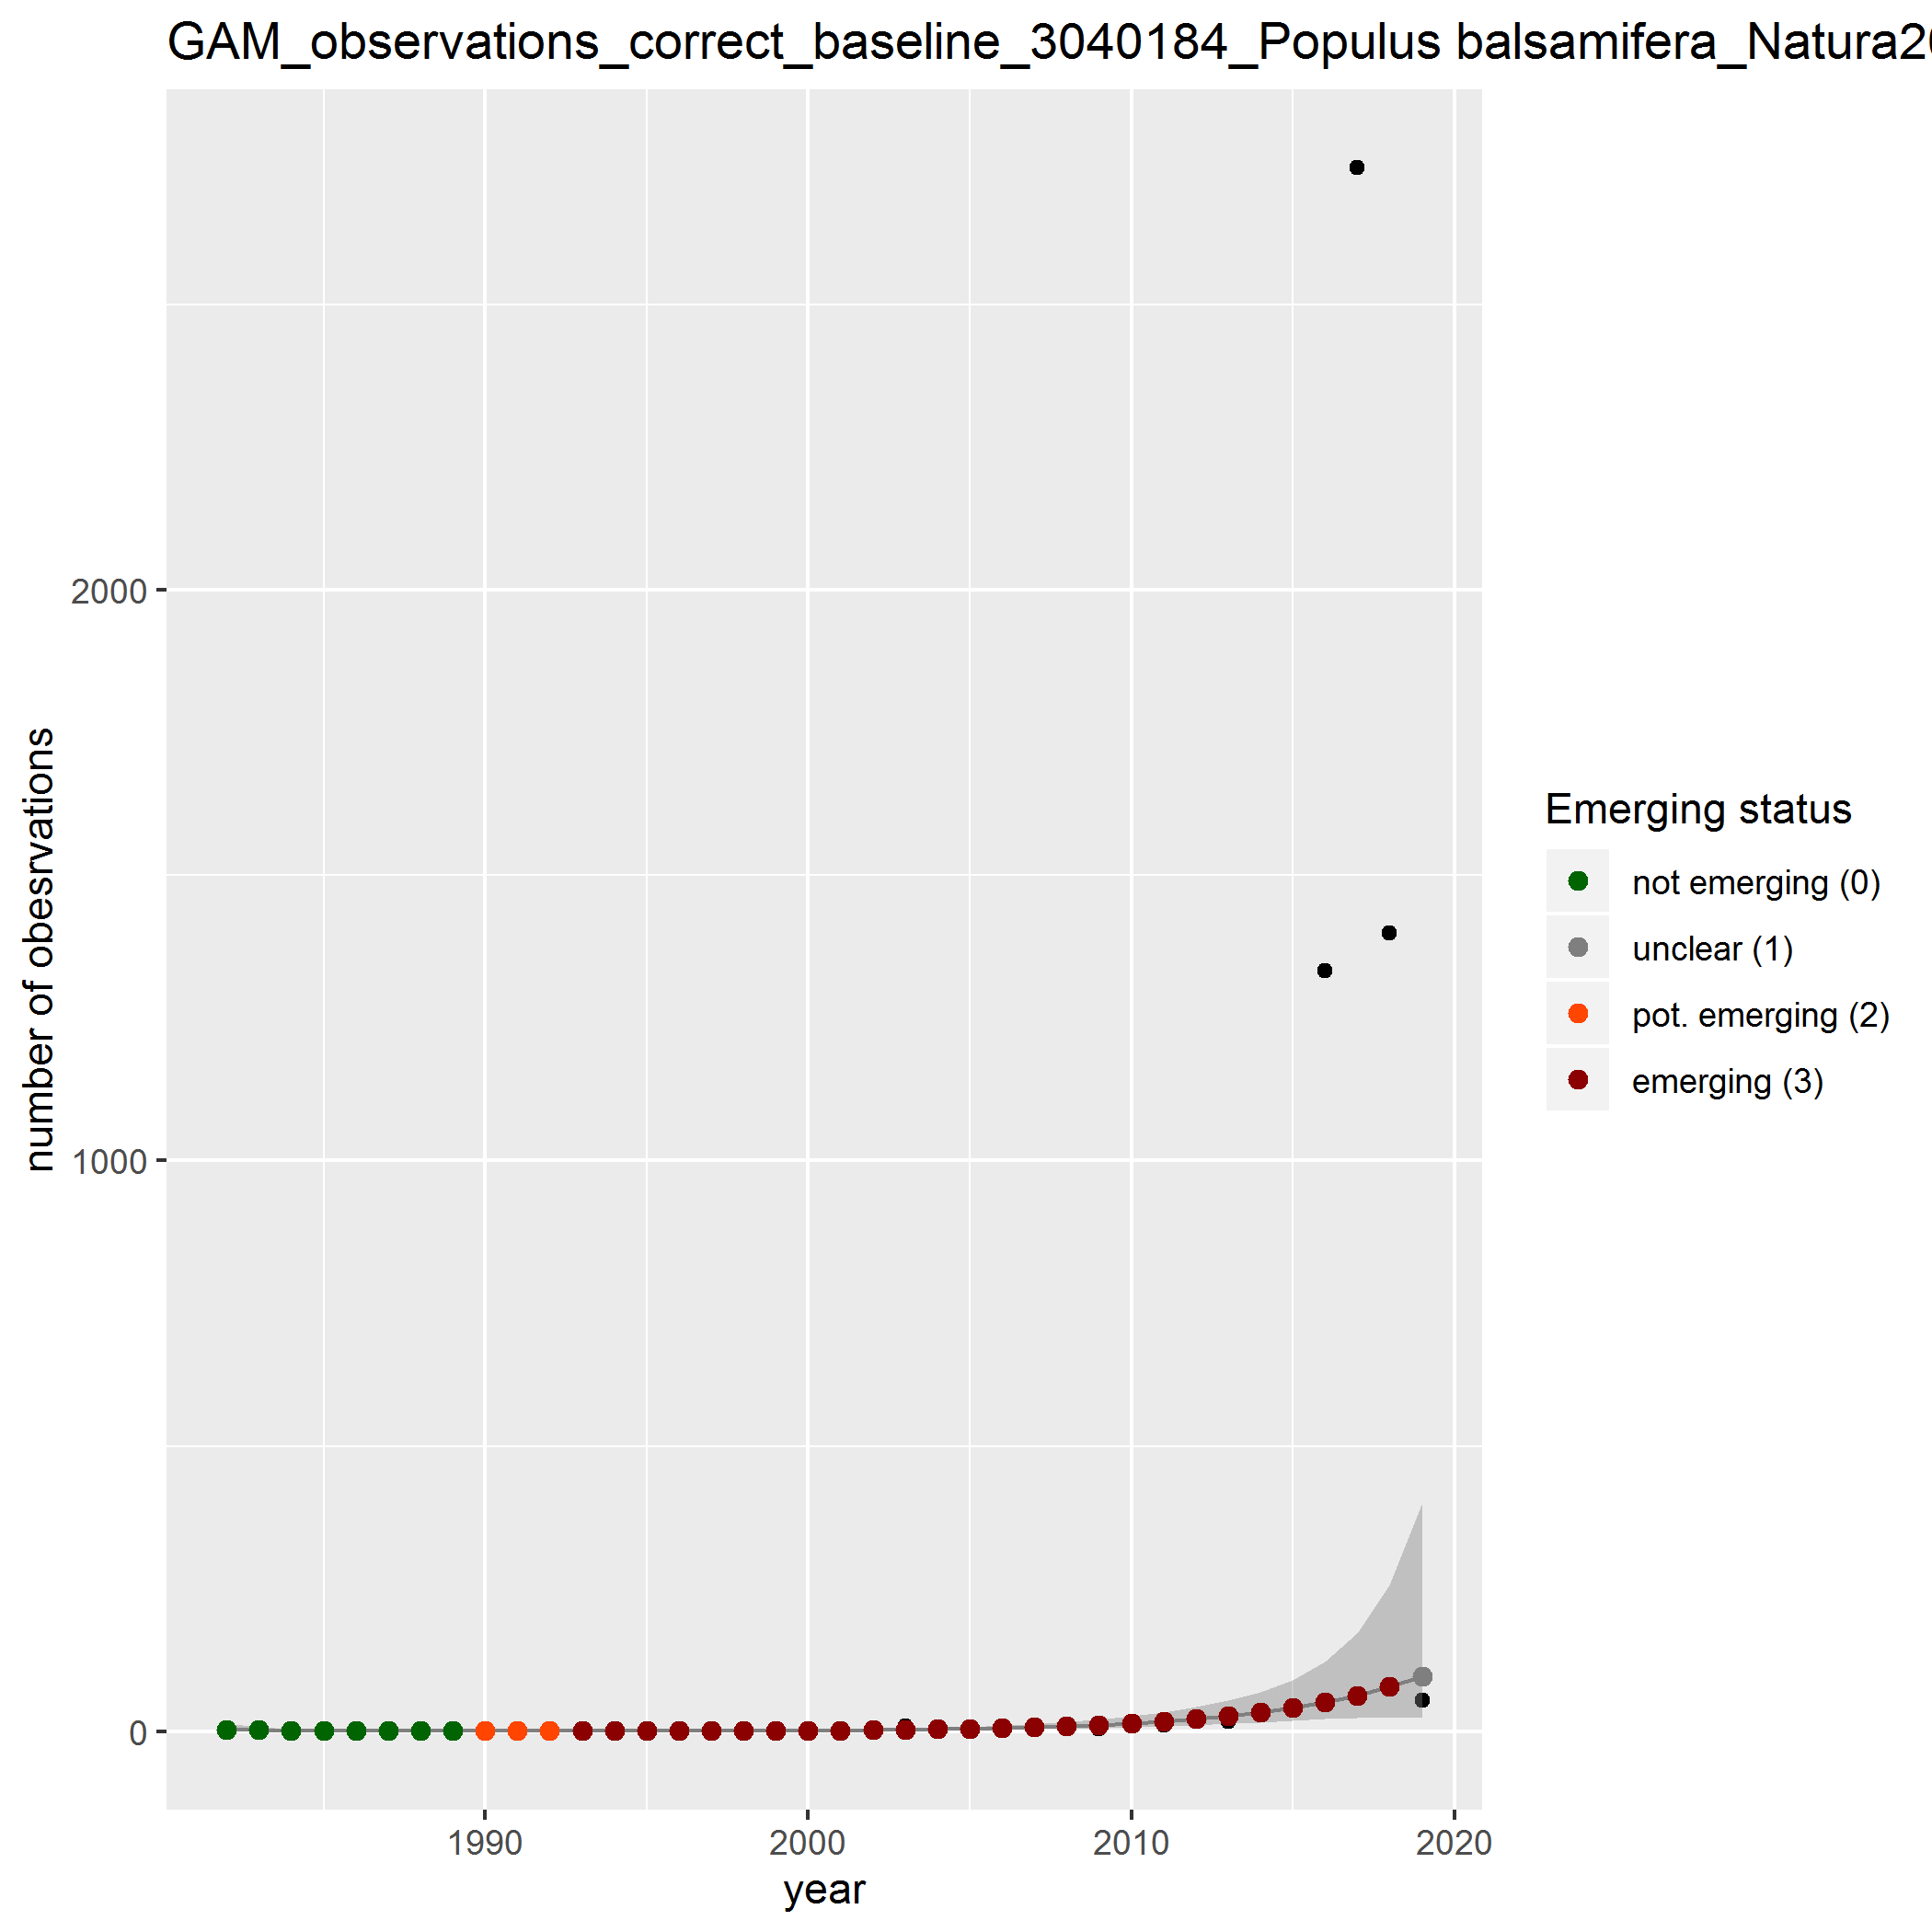 GAM_observations_correct_baseline_3040184_Populus balsamifera_Natura20
number of obesrvations
2000
1000
0
1990
2000
2010
2020
year
Emerging status
not emerging (0)
unclear (1)
pot. emerging (2)
emerging (3)